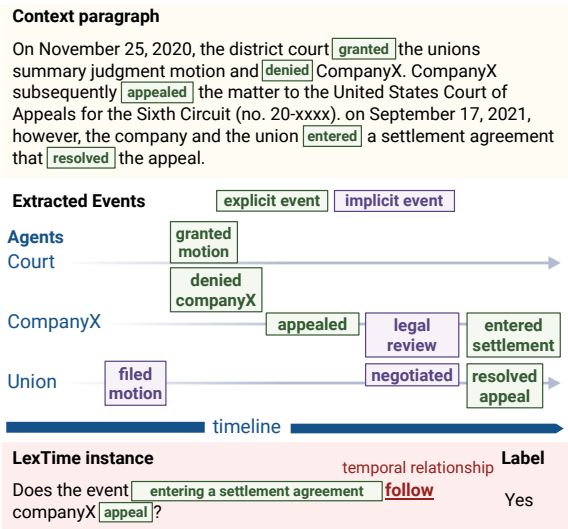 Context paragraph
On November 25, 2020, the district court granted the unions
summary judgment motion and denied CompanyX. CompanyX
subsequently appealed the matter to the United States Court of
Appeals for the Sixth Circuit (no. 20-xxxx). on September 17, 2021,
however, the company and the union entered a settlement agreement
that resolved the appeal.
Extracted Events
explicit event
implicit event
Agents
Court
granted
motion
denied
companyX
CompanyX
appealed
legal
review
entered
settlement
Union
filed
motion
negotiated
resolved
appeal
timeline
LexTime instance
temporal relationship
Label
Does the event entering a settlement agreement follow
companyX appeal?
Yes